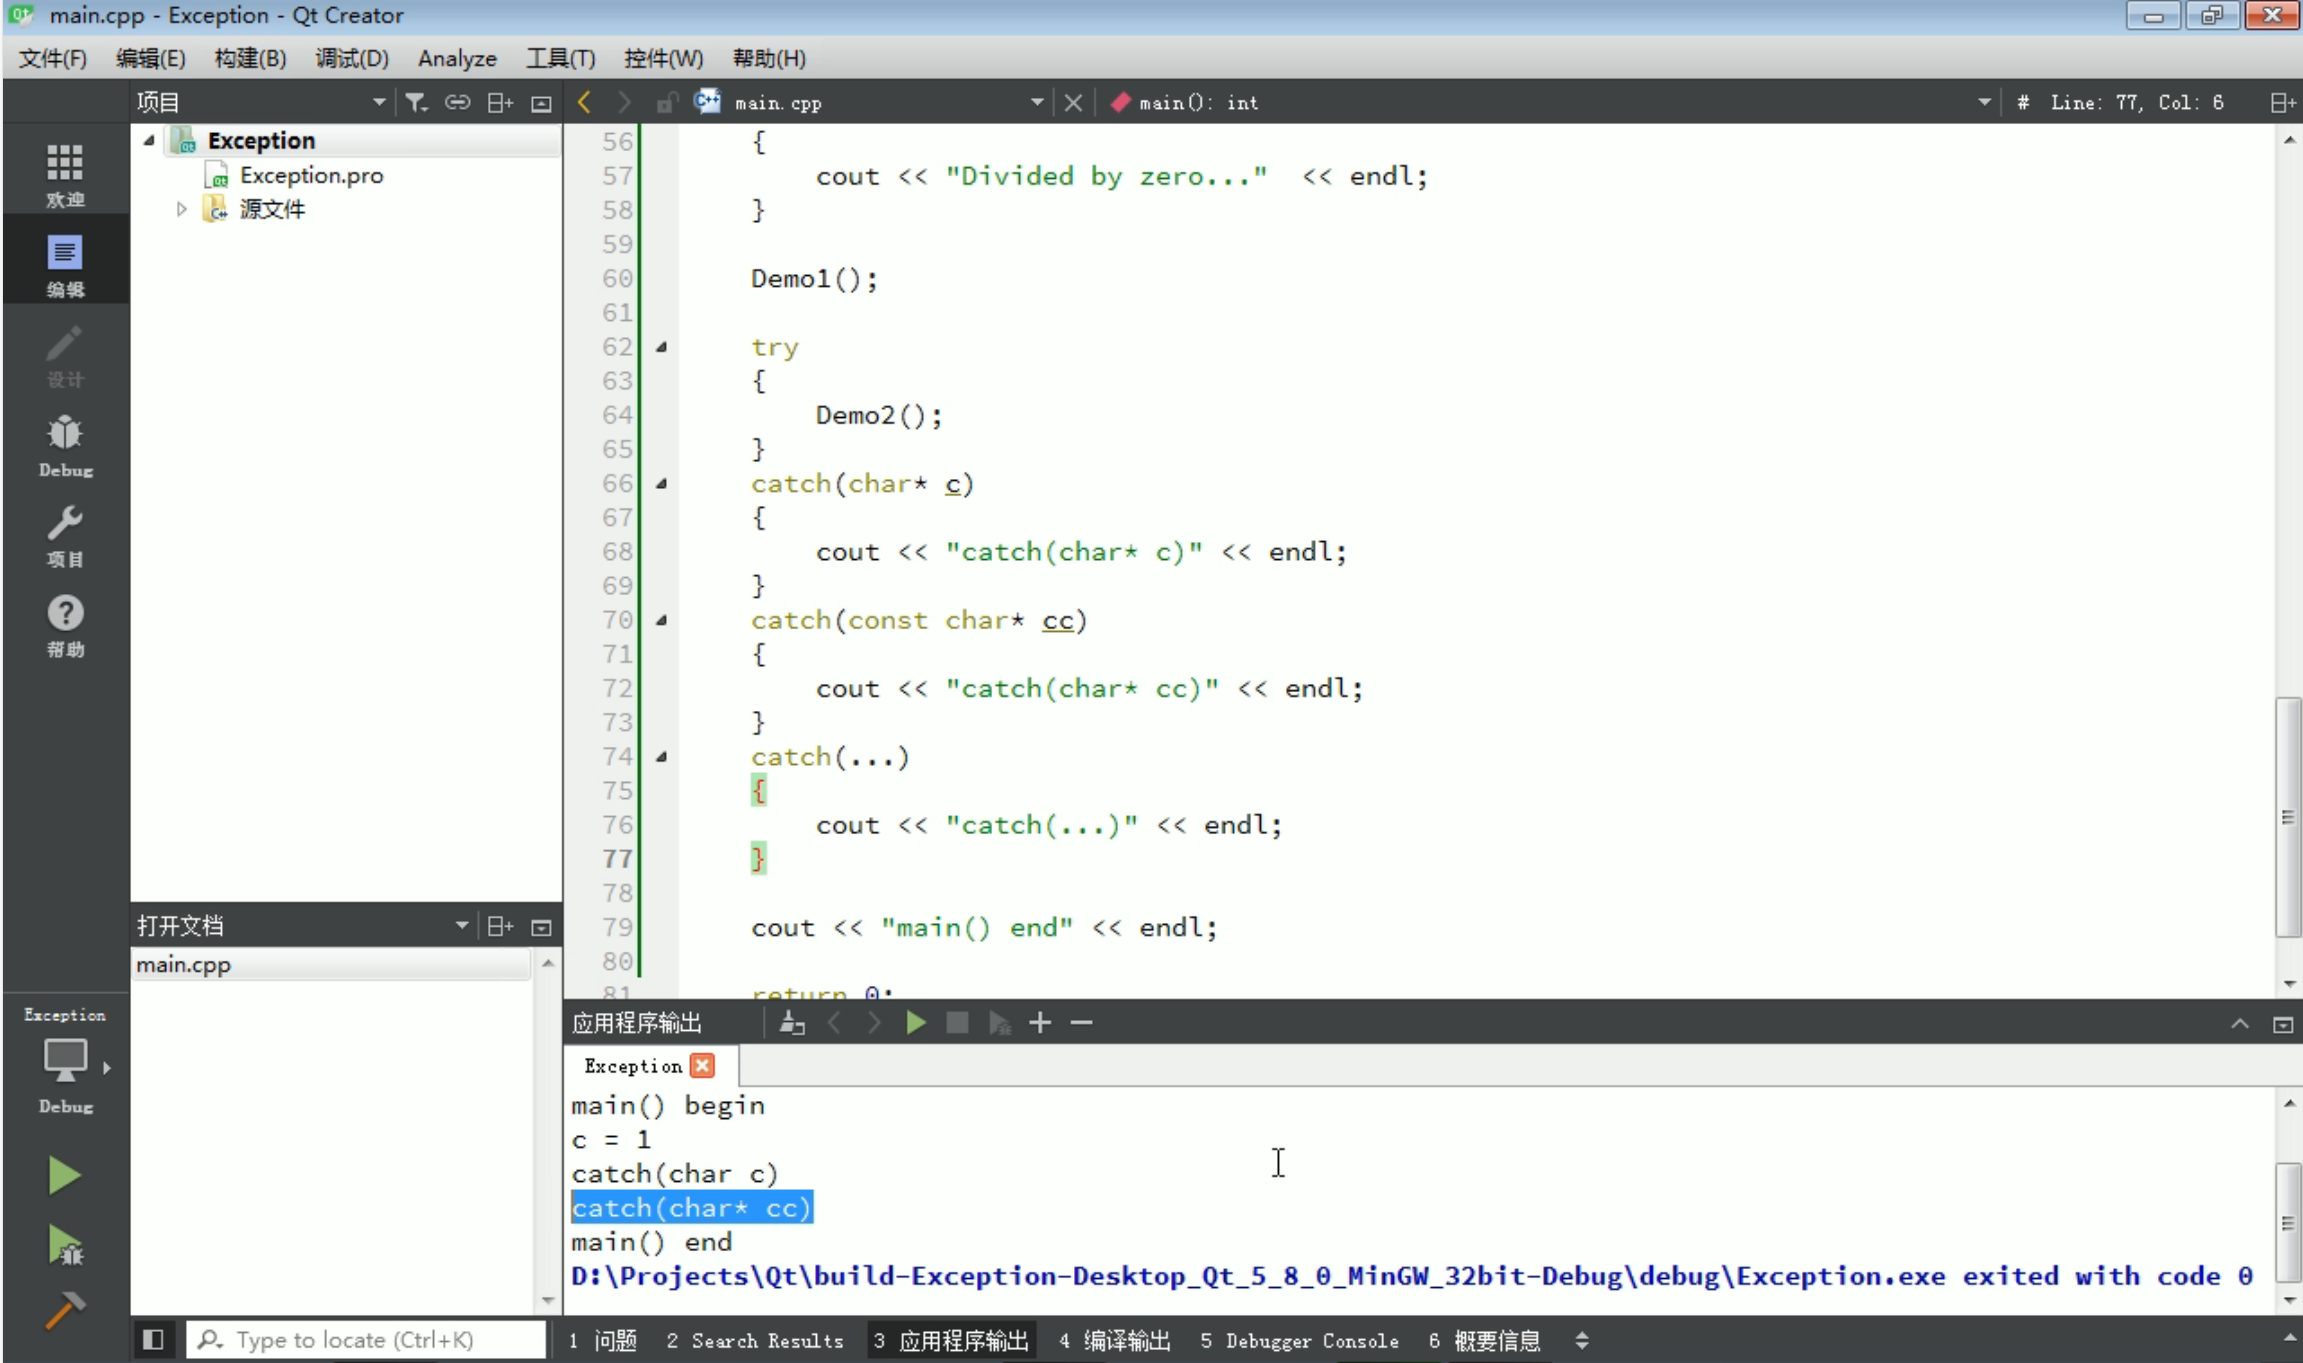 main.cpp - Exception - Qt Creator
文件(F) 编辑(E) 构建(B) 调试(D) Analyze 工具(T) 控件(W) 帮助(H)
项目
main.cpp
main(): int
# Line: 77, Col: 6
欢迎
编辑
设计
Debug
项目
帮助
Exception
Exception.pro
源文件
56 {
57 cout << "Divided by zero..."  << endl;
58 }
59
60 Demo1();
61
62 try
63 {
64 Demo2();
65 }
66 catch(char* c)
67 {
68 cout << "catch(char* c)" << endl;
69 }
70 catch(const char* cc)
71 {
72 cout << "catch(char* cc)" << endl;
73 }
74 catch(...)
75 {
76 cout << "catch(...)" << endl;
77 }
78
79 cout << "main() end" << endl;
80
81 return 0;
打开文档
main.cpp
Exception
Debug
应用程序输出
Exception
main() begin
c = 1
catch(char c)
catch(char* cc)
main() end
D:\Projects\Qt\build-Exception-Desktop_Qt_5_8_0_MinGW_32bit-Debug\debug\Exception.exe exited with code 0
Type to locate (Ctrl+K)
1 问题 2 Search Results 3 应用程序输出 4 编译输出 5 Debugger Console 6 概要信息